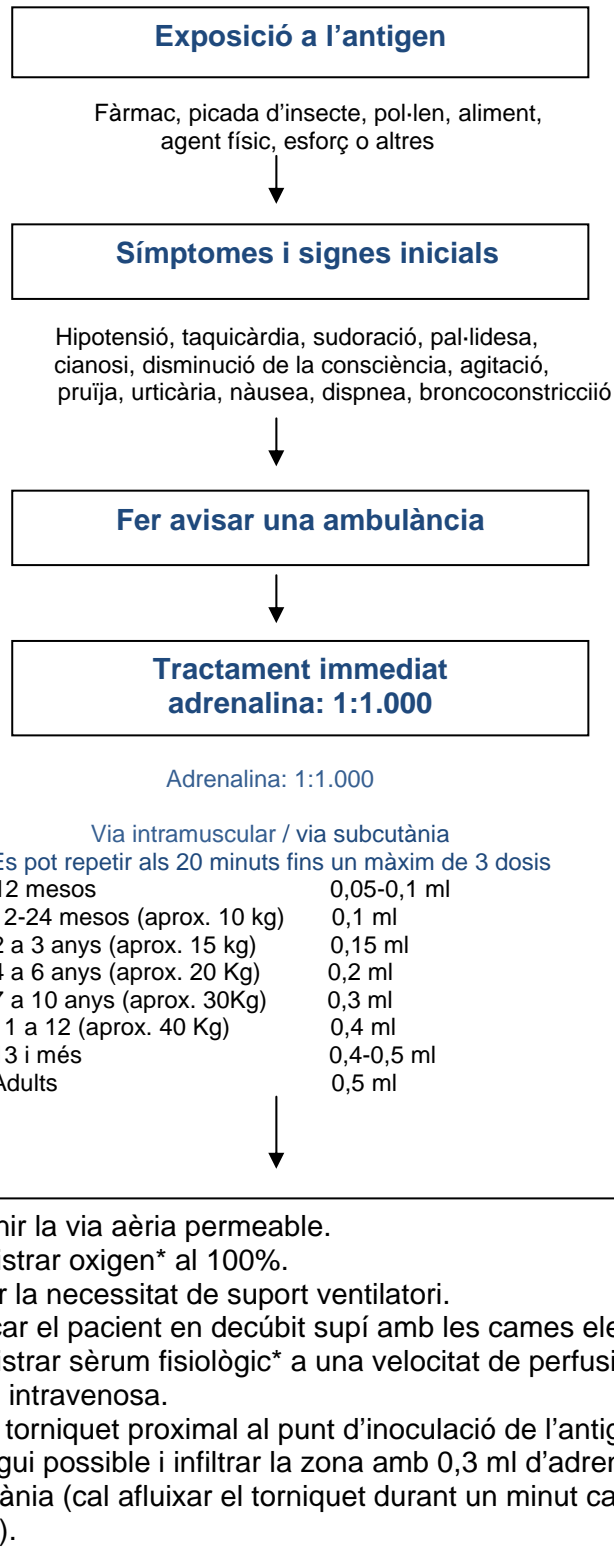 Exposició a l’antigen
Fàrmac, picada d’insecte, pol·len, aliment,
agent físic, esforç o altres
Símptomes i signes inicials
Hipotensió, taquicàrdia, sudoració, pal·lidesa,
cianosi, disminució de la consciència, agitació,
pruïja, urticària, nàusea, dispnea, broncoconstricciió
Fer avisar una ambulància
Tractament immediat
adrenalina: 1:1.000
Adrenalina: 1:1.000
Via intramuscular / via subcutània
Es pot repetir als 20 minuts fins un màxim de 3 dosis
12 mesos 0,05-0,1 ml
2-24 mesos (aprox. 10 kg) 0,1 ml
2 a 3 anys (aprox. 15 kg) 0,15 ml
4 a 6 anys (aprox. 20 Kg) 0,2 ml
7 a 10 anys (aprox. 30Kg) 0,3 ml
1 a 12 (aprox. 40 Kg) 0,4 ml
3 i més 0,4-0,5 ml
Adults 0,5 ml
nir la via aèria permeable.
istrar oxigen* al 100%.
r la necessitat de suport ventilatori.
car el pacient en decúbit supí amb les cames ele
istrar sèrum fisiològic* a una velocitat de perfusi
intravenosa.
torniquet proximal al punt d’inoculació de l’antig
gui possible i infiltrar la zona amb 0,3 ml d’adren
ània (cal afluixar el torniquet durant un minut ca
).